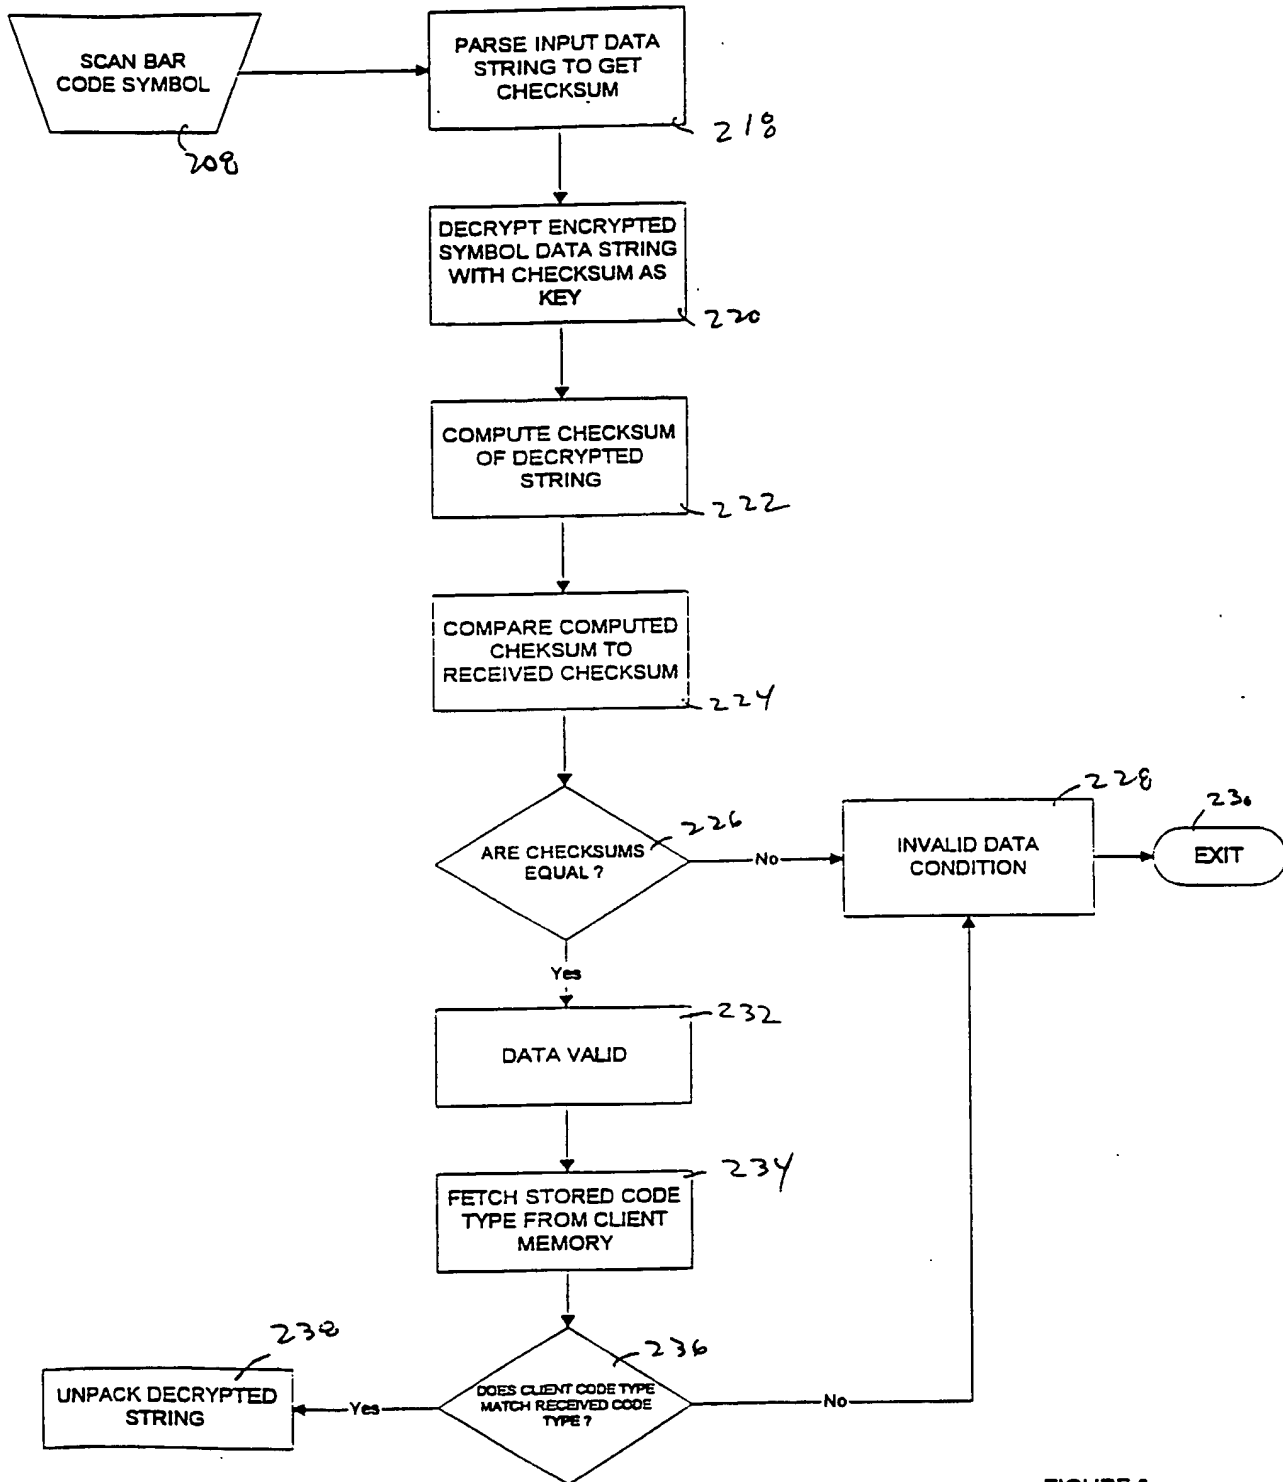 SCAN BAR
CODE SYMBOL
208
PARSE INPUT DATA
STRING TO GET
CHECKSUM
218
DECRYPT ENCRYPTED
SYMBOL DATA STRING
WITH CHECKSUM AS
KEY
220
COMPUTE CHECKSUM
OF DECRYPTED
STRING
222
COMPARE COMPUTED
CHEKSUM TO
RECEIVED CHECKSUM
224
ARE CHECKSUMS
EQUAL ?
226
No
INVALID DATA
CONDITION
228
EXIT
230
Yes
DATA VALID
232
FETCH STORED CODE
TYPE FROM CLIENT
MEMORY
234
DOES CLIENT CODE TYPE
MATCH RECEIVED CODE
TYPE ?
236
No
Yes
UNPACK DECRYPTED
STRING
238